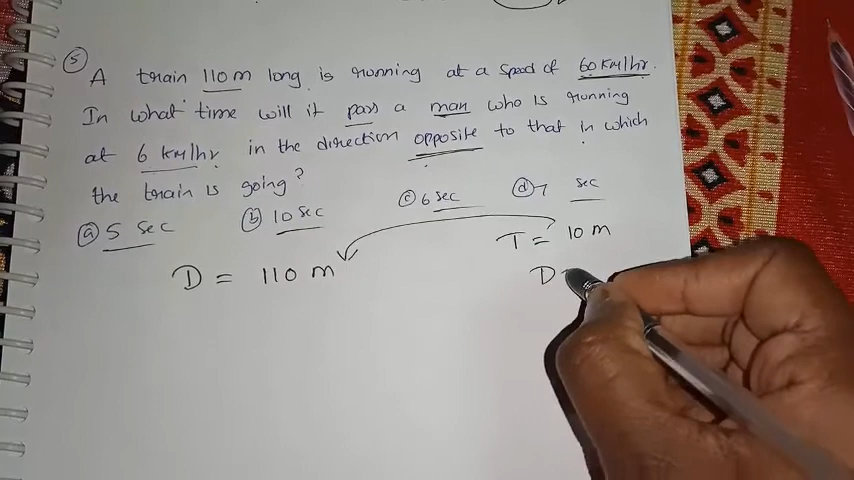 5
A train 110m long is running at a speed of 60 km/hr.
In what time will it pass a man who is running
at 6 km/hr in the direction opposite to that in which
the train is going?
a 5 sec b 10 sec c 6 sec d 7 sec
T = 10 m
D = 110 m
D =